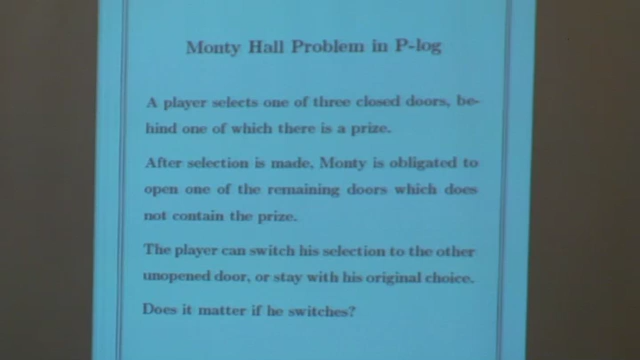 Monty Hall Problem in P-log
A player selects one of three closed doors, be-
hind one of which there is a prize.
After selection is made, Monty is obligated to
open one of the remaining doors which does
not contain the prize.
The player can switch his selection to the other
unopened door, or stay with his original choice.
Does it matter if he switches?